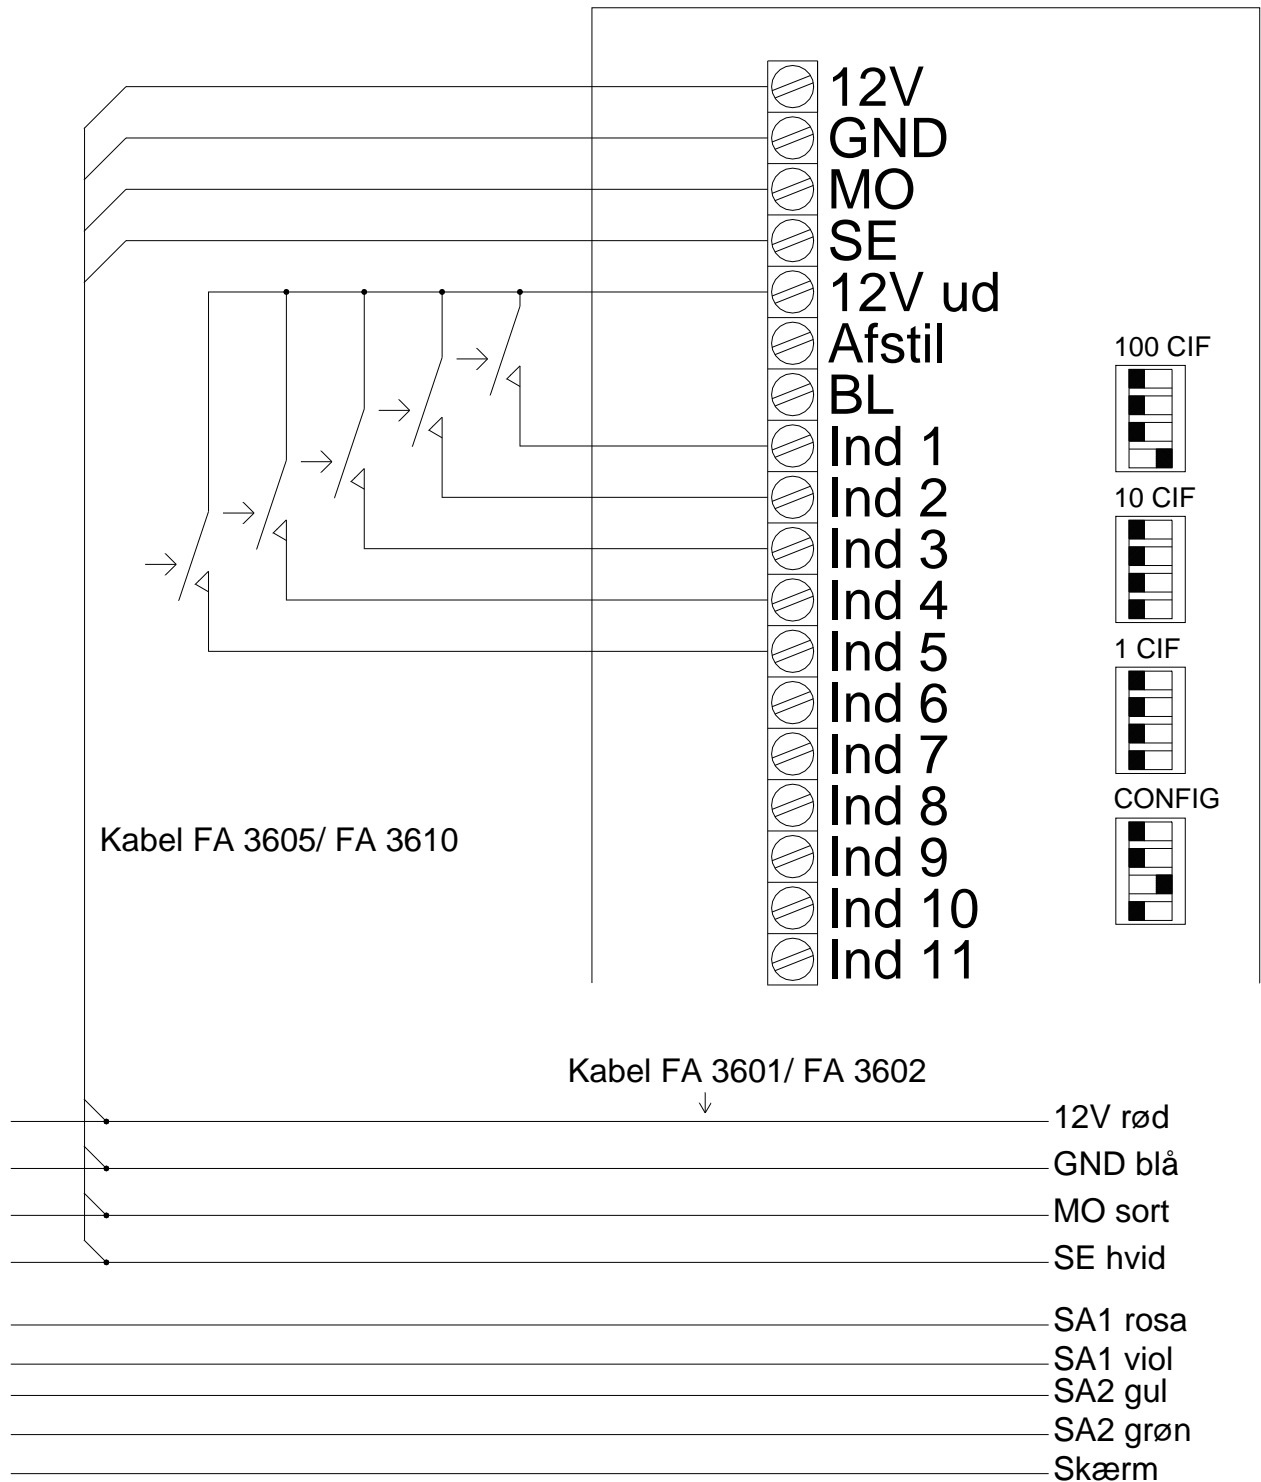 12V
GND
MO
SE
12V ud
Afstil
BL
Ind 1
Ind 2
Ind 3
Ind 4
Ind 5
Ind 6
Ind 7
Ind 8
Ind 9
Ind 10
Ind 11
100 CIF
10 CIF
1 CIF
CONFIG
Kabel FA 3605/ FA 3610
Kabel FA 3601/ FA 3602
12V rød
GND blå
MO sort
SE hvid
SA1 rosa
SA1 viol
SA2 gul
SA2 grøn
Skærm